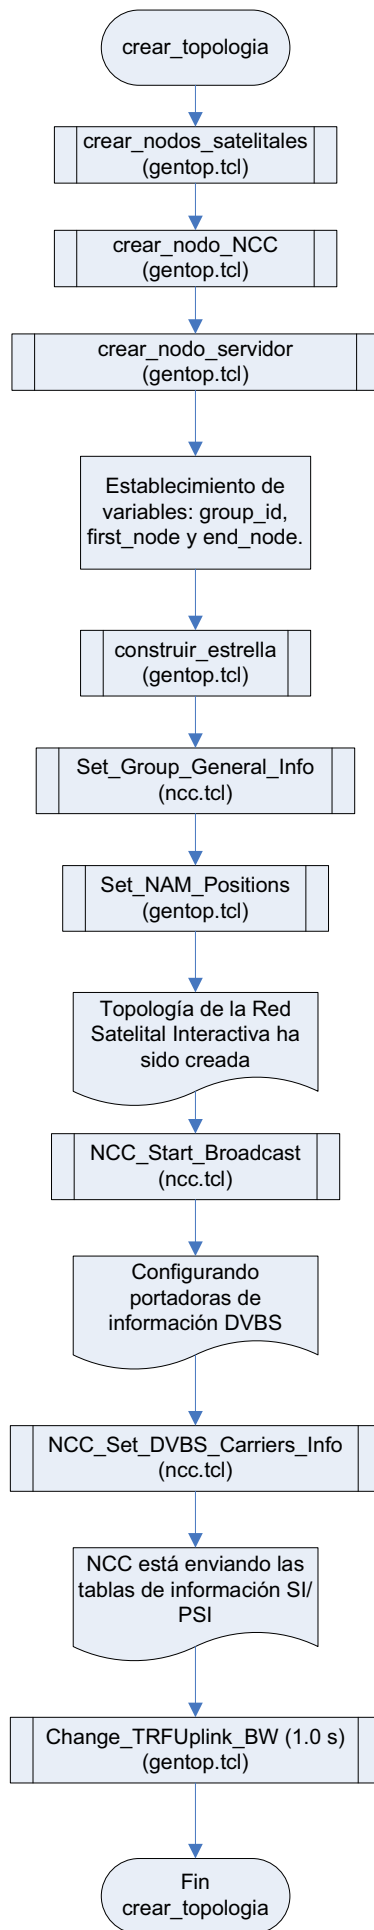 crear_topologia
crear_nodos_satelitales
(gentop.tcl)
crear_nodo_NCC
(gentop.tcl)
crear_nodo_servidor
(gentop.tcl)
Establecimiento de
variables: group_id,
first_node y end_node.
construir_estrella
(gentop.tcl)
Set_Group_General_Info
(ncc.tcl)
Set_NAM_Positions
(gentop.tcl)
Topología de la Red
Satelital Interactiva ha
sido creada
NCC_Start_Broadcast
(ncc.tcl)
Configurando
portadoras de
información DVBS
NCC_Set_DVBS_Carriers_Info
(ncc.tcl)
NCC está enviando las
tablas de información SI/
PSI
Change_TRFUplink_BW (1.0 s)
(gentop.tcl)
Fin
crear_topologia